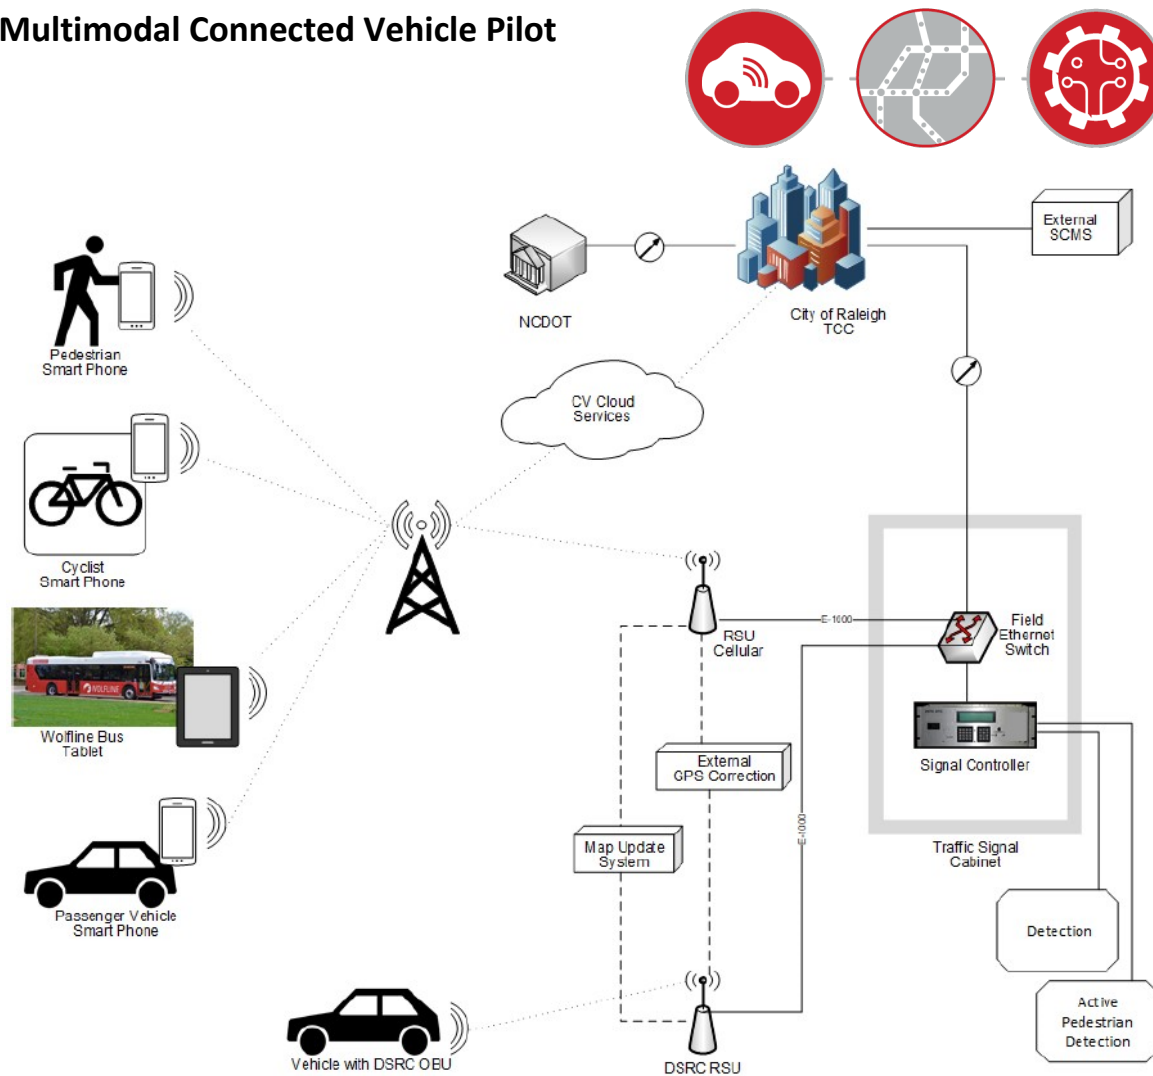 Multimodal Connected Vehicle Pilot
External
SCMS
NCDOT
City of Raleigh
TCC
Pedestrian
Smart Phone
CV Cloud
Services
Cyclist
Smart Phone
RSU
Cellular
E-1000
Field
Ethernet
Switch
WOLFLINE
Wolfline Bus
Tablet
External
GPS Correction
Signal Controller
E-1000
Map Update
System
Traffic Signal
Cabinet
Passenger Vehicle
Smart Phone
Detection
Active
Pedestrian
Detection
Vehicle with DSRC OBU
DSRC RSU